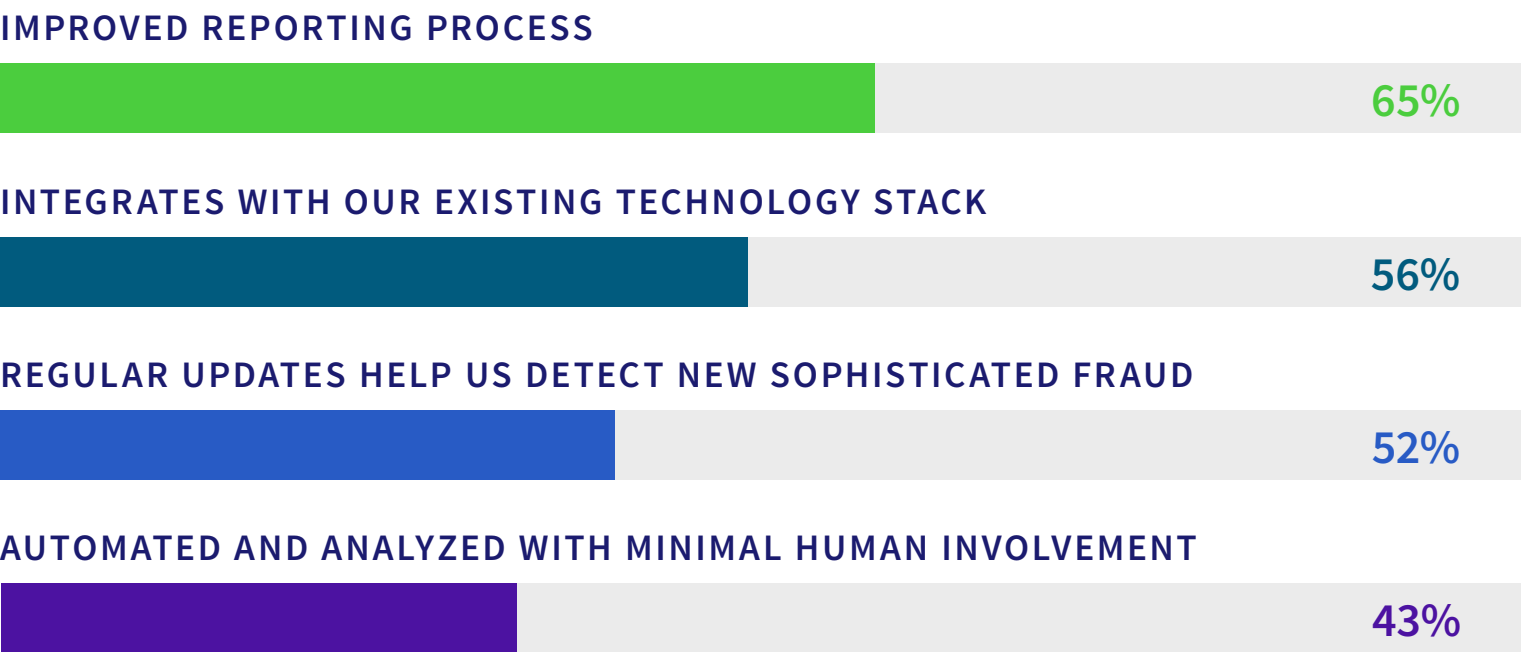 IMPROVED REPORTING PROCESS
65%
INTEGRATES WITH OUR EXISTING TECHNOLOGY STACK
56%
REGULAR UPDATES HELP US DETECT NEW SOPHISTICATED FRAUD
52%
AUTOMATED AND ANALYZED WITH MINIMAL HUMAN INVOLVEMENT
43%